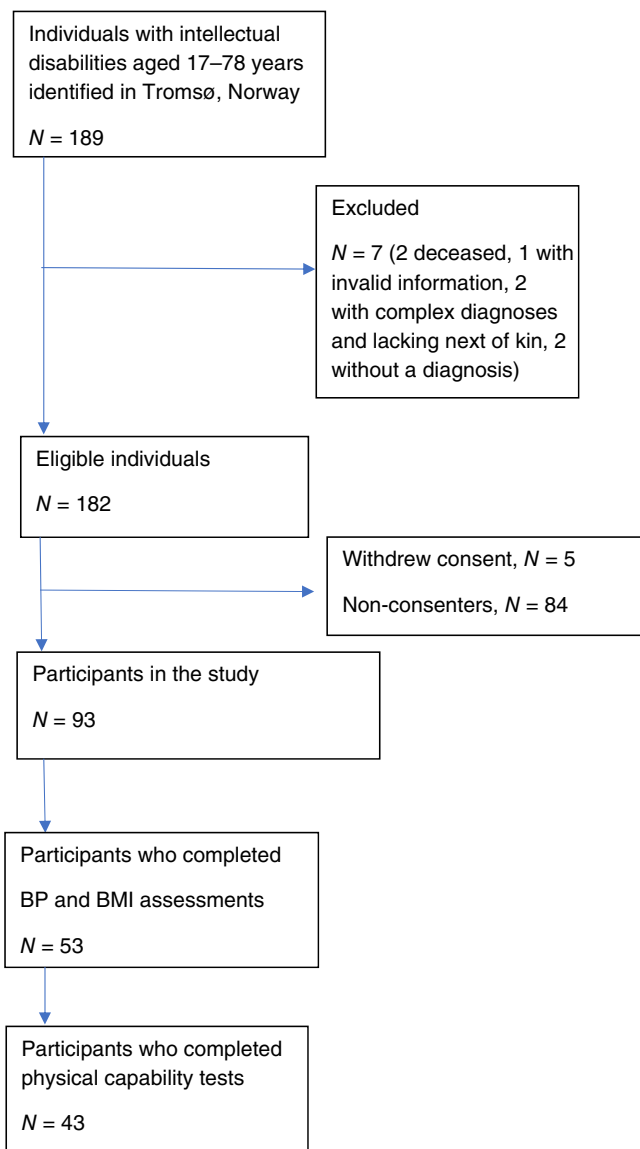 Individuals with intellectual
disabilities aged 17–78 years
identified in Tromsø, Norway
N = 189
Excluded
N = 7 (2 deceased, 1 with
invalid information, 2
with complex diagnoses
and lacking next of kin, 2
without a diagnosis)
Eligible individuals
N = 182
Withdrew consent, N = 5
Non-consenters, N = 84
Participants in the study
N = 93
Participants who completed
BP and BMI assessments
N = 53
Participants who completed
physical capability tests
N = 43